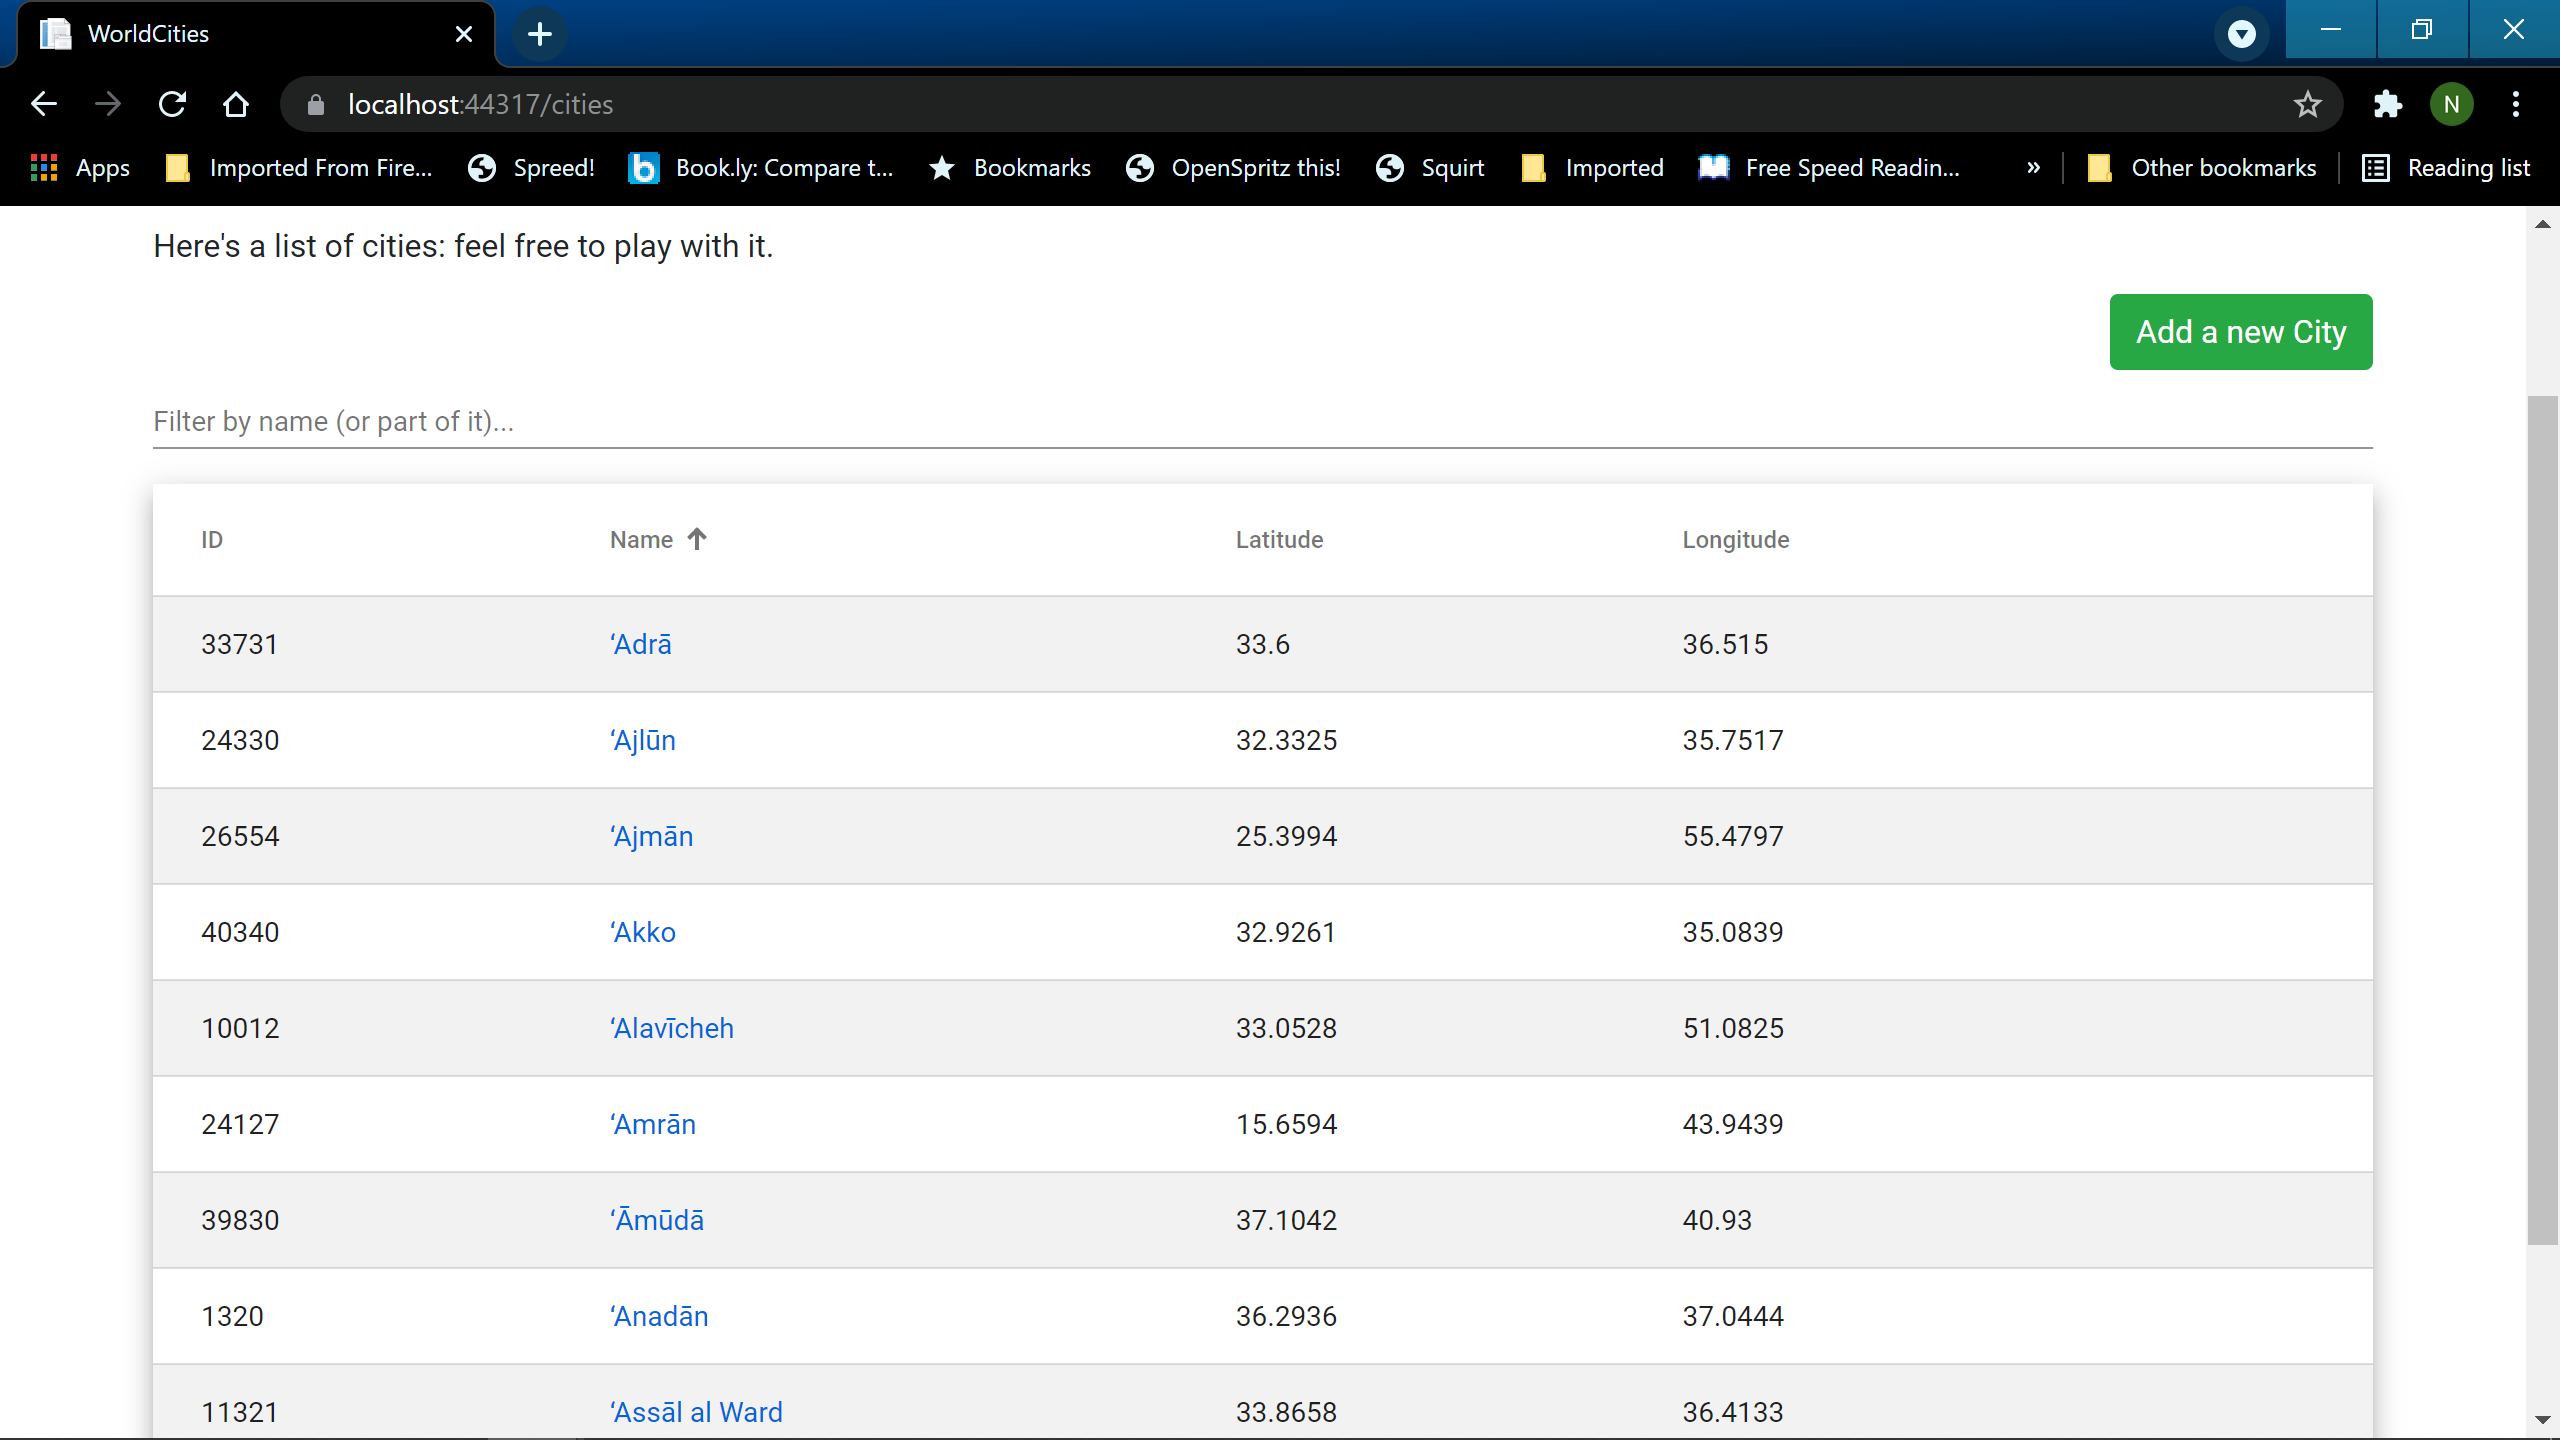 WorldCities
localhost:44317/cities
N
Apps
Imported From Fire...
Spreed!
Book.ly: Compare t...
Bookmarks
OpenSpritz this!
Squirt
Imported
Free Speed Readin...
»
Other bookmarks
Reading list
Here's a list of cities: feel free to play with it.
Add a new City
Filter by name (or part of it)...
ID Name Latitude Longitude
33731 ‘Adrā 33.6 36.515
24330 ‘Ajlūn 32.3325 35.7517
26554 ‘Ajmān 25.3994 55.4797
40340 ‘Akko 32.9261 35.0839
10012 ‘Alavīcheh 33.0528 51.0825
24127 ‘Amrān 15.6594 43.9439
39830 ‘Āmūdā 37.1042 40.93
1320 ‘Anadān 36.2936 37.0444
11321 ‘Assāl al Ward 33.8658 36.4133